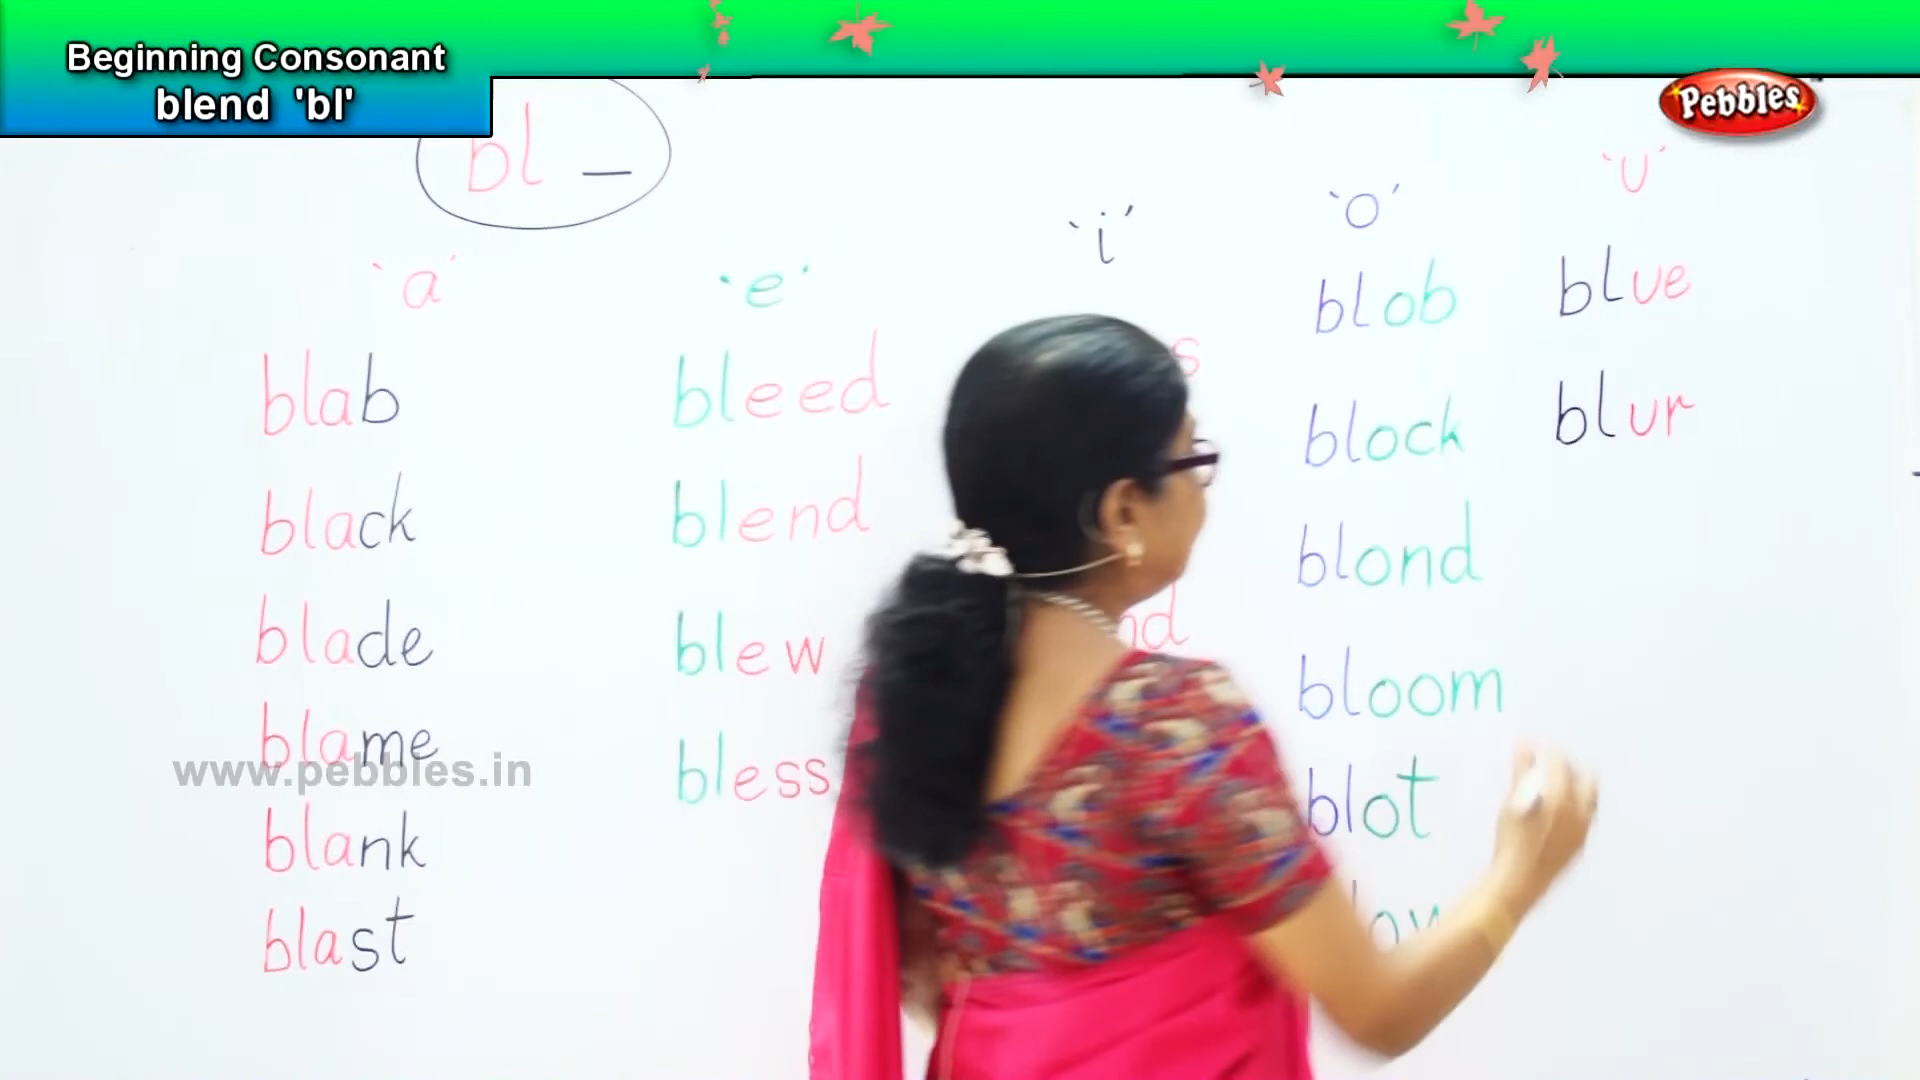 Beginning Consonant
blend 'bl'
Pebbles
bl _
'a'
blab
black
blade
blame
blank
blast
'e'
bleed
blend
blew
bless
'i'
'o'
blob
block
blond
bloom
blot
'u'
blue
blur
www.pebbles.in